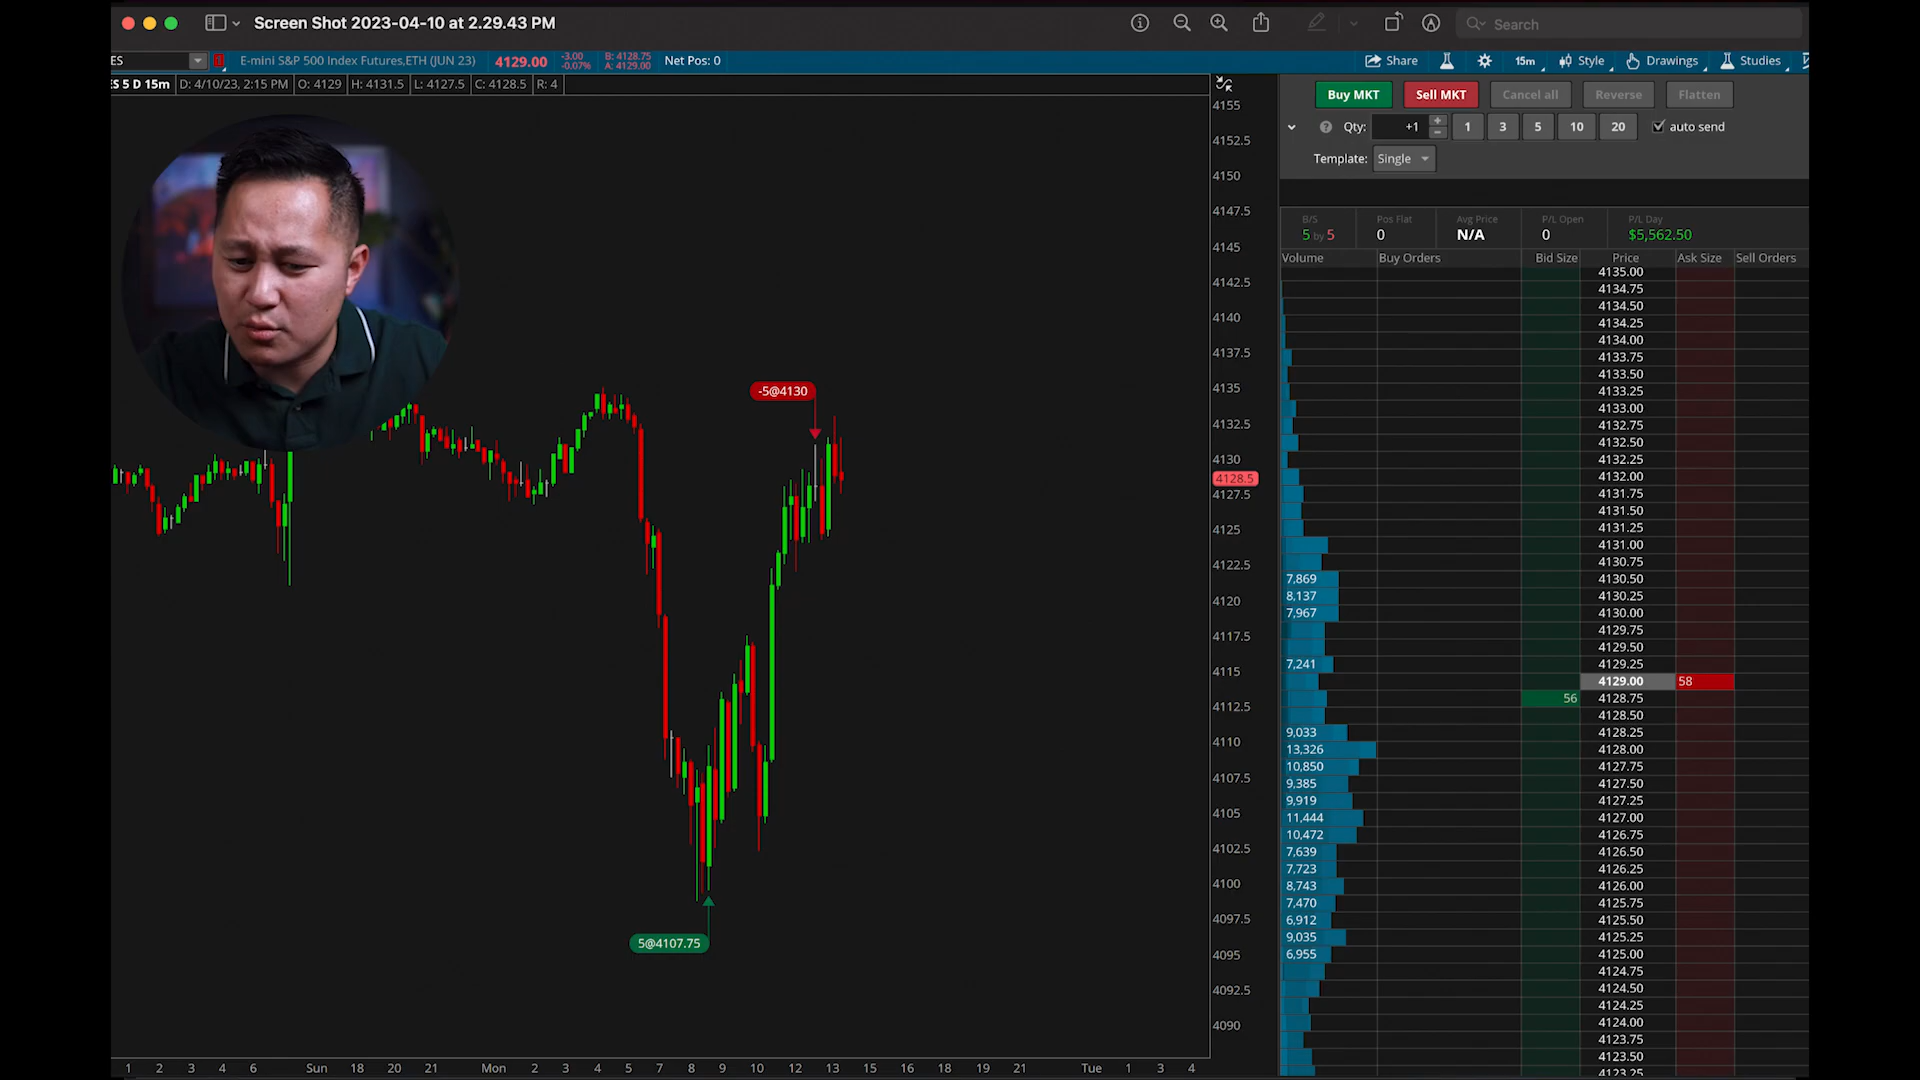 Screen Shot 2023-04-10 at 2.29.43 PM
Search
ES
E-mini S&P 500 Index Futures,ETH (JUN 23)
4129.00
-3.00
-0.07%
B: 4128.75
A: 4129.00
Net Pos: 0
Share
15m
Style
Drawings
Studies
ES 5 D 15m
D: 4/10/23, 2:15 PM
O: 4129
H: 4131.5
L: 4127.5
C: 4128.5
R: 4
Buy MKT
Sell MKT
Cancel all
Reverse
Flatten
Qty:
+1
1
3
5
10
20
auto send
Template:
Single
B/S
5 by 5
Pos Flat
0
Avg Price
N/A
P/L Open
0
P/L Day
$5,562.50
Volume
Buy Orders
Bid Size
Price
Ask Size
Sell Orders
4135.00
4134.75
4134.50
4134.25
4134.00
4133.75
4133.50
4133.25
4133.00
4132.75
4132.50
4132.25
4132.00
4131.75
4131.50
4131.25
4131.00
4130.75
7,869 4130.50
8,137 4130.25
7,967 4130.00
4129.75
4129.50
7,241 4129.25
4129.00 58
56 4128.75
4128.50
9,033 4128.25
13,326 4128.00
10,850 4127.75
9,385 4127.50
9,919 4127.25
11,444 4127.00
10,472 4126.75
7,639 4126.50
7,723 4126.25
8,743 4126.00
7,470 4125.75
6,912 4125.50
9,035 4125.25
6,955 4125.00
4124.75
4124.50
4124.25
4124.00
4123.75
4123.50
4123.25
4155
4152.5
4150
4147.5
4145
4142.5
4140
4137.5
4135
4132.5
4130
4128.5
4127.5
4125
4122.5
4120
4117.5
4115
4112.5
4110
4107.5
4105
4102.5
4100
4097.5
4095
4092.5
4090
-5@4130
5@4107.75
1 2 3 4 6 Sun 18 20 21 Mon 2 3 4 5 7 8 9 10 12 13 15 16 18 19 21 Tue 1 3 4